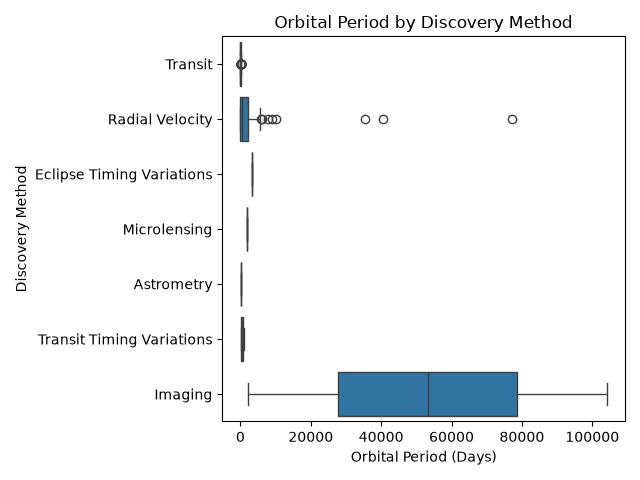 Orbital Period by Discovery Method
Discovery Method
Transit
Radial Velocity
Eclipse Timing Variations
Microlensing
Astrometry
Transit Timing Variations
Imaging
0 20000 40000 60000 80000 100000
Orbital Period (Days)